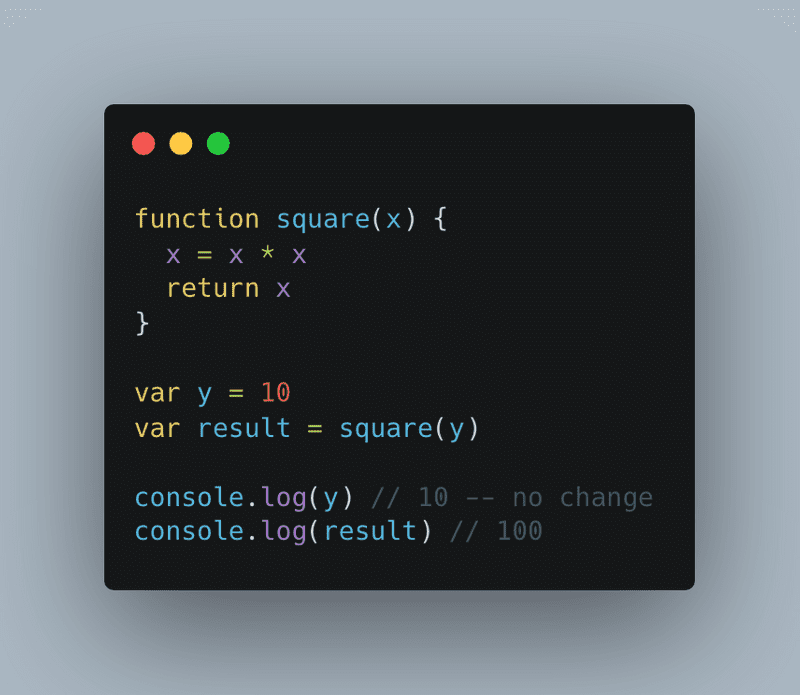 function square(x) {
  x = x * x
  return x
}

var y = 10
var result = square(y)

console.log(y) // 10 -- no change
console.log(result) // 100